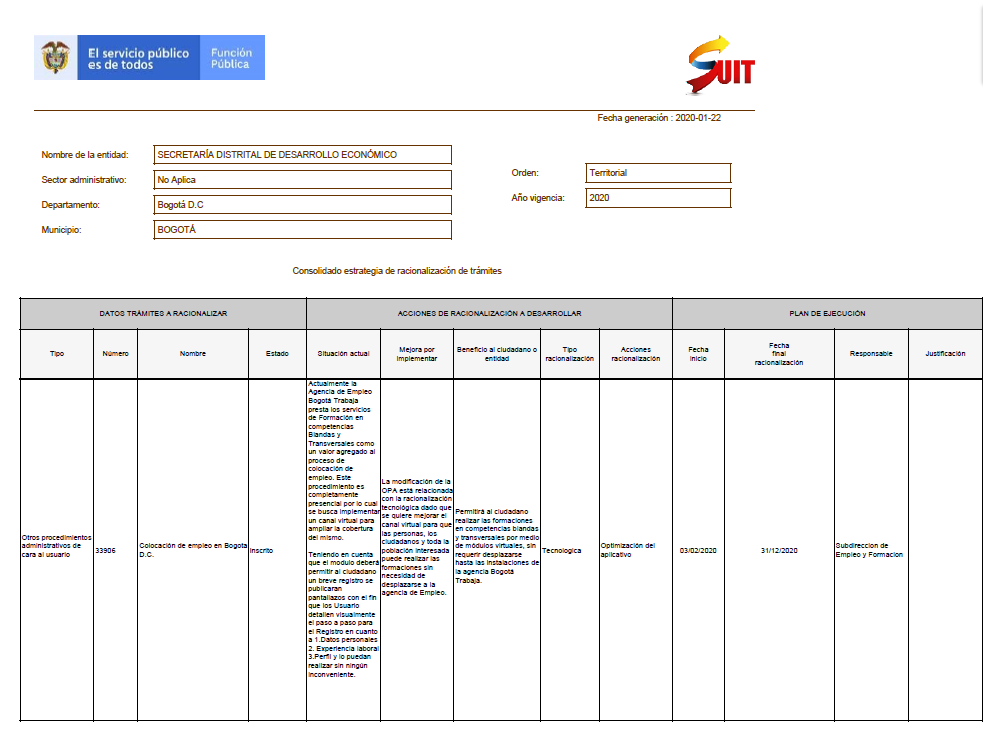 El servicio público
es de todos
Función
Pública
SUIT
Fecha generación : 2020-01-22
Nombre de la entidad:
SECRETARÍA DISTRITAL DE DESARROLLO ECONÓMICO
Orden:
Territorial
Sector administrativo:
No Aplica
Año vigencia:
2020
Departamento:
Bogotá D.C
Municipio:
BOGOTÁ
Consolidado estrategia de racionalización de trámites
DATOS TRÁMITES A RACIONALIZAR
ACCIONES DE RACIONALIZACIÓN A DESARROLLAR
PLAN DE EJECUCIÓN
Tipo
Número
Nombre
Estado
Situación actual
Mejora por
implementar
Beneficio al ciudadano o
entidad
Tipo
racionalización
Acciones
racionalización
Fecha
inicio
Fecha
final
racionalización
Responsable
Justificación
Otros procedimientos
administrativos de
cara al usuario
33906
Colocación de empleo en Bogota
D.C.
Inscrito
Actualmente la
Agencia de Empleo
Bogotá Trabaja
presta los servicios
de Formación en
competencias
Blandas y
Transversales como
un valor agregado al
proceso de
colocación de
empleo. Este
procedimiento es
completamente
presencial por lo cual
se busca implementar
un canal virtual para
ampliar la cobertura
del mismo.
Teniendo en cuenta
que el modulo deberá
permitir al ciudadano
un breve registro se
publicaran
pantallazos con el fin
que los Usuario
detallen visualmente
el paso a paso para
el Registro en cuanto
a 1.Datos personales
2. Experiencia laboral
3.Perfil y lo puedan
realizar sin ningún
inconveniente.
La modificación de la
OPA está relacionada
con la racionalización
tecnológica dado que
se quiere mejorar el
canal virtual para que
las personas, los
ciudadanos y toda la
población interesada
puede realizar las
formaciones sin
necesidad de
desplazarse a la
agencia de Empleo.
Permitirá al ciudadano
realizar las formaciones
en competencias blandas
y transversales por medio
de módulos virtuales, sin
requerir desplazarse
hasta las instalaciones de
la agencia Bogotá
Trabaja.
Tecnologica
Optimización del
aplicativo
03/02/2020
31/12/2020
Subdireccion de
Empleo y Formacion